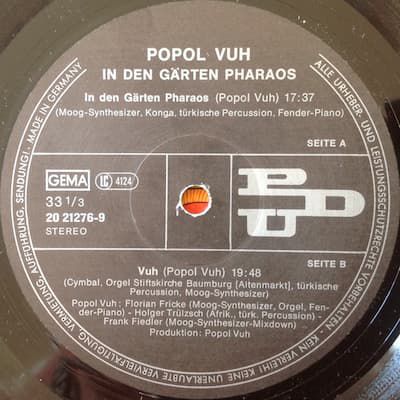 POPOL VUH
IN DEN GÄRTEN PHARAOS
In den Gärten Pharaos (Popol Vuh) 17:37
(Moog-Synthesizer, Konga, türkische Percussion, Fender-Piano)
SEITE A
GEMA
LC 4124
33 1/3
20 21276-9
STEREO
PDU
SEITE B
Vuh (Popol Vuh) 19:48
(Cymbal, Orgel Stiftskirche Baumburg [Altenmarkt], türkische
Percussion, Moog-Synthesizer)
Popol Vuh: Florian Fricke (Moog-Synthesizer, Orgel, Fen-
der-Piano) - Holger Trülzsch (Afrik., türk. Percussion) -
Frank Fiedler (Moog-Synthesizer-Mixdown)
Produktion: Popol Vuh
ALLE URHEBER- UND LEISTUNGSSCHUTZRECHTE VORBEHALTEN - KEIN VERLEIH! KEINE UNERLAUBTE VERVIELFÄLTIGUNG, VERMIETUNG, AUFFÜHRUNG, SENDUNG! - MADE IN GERMANY